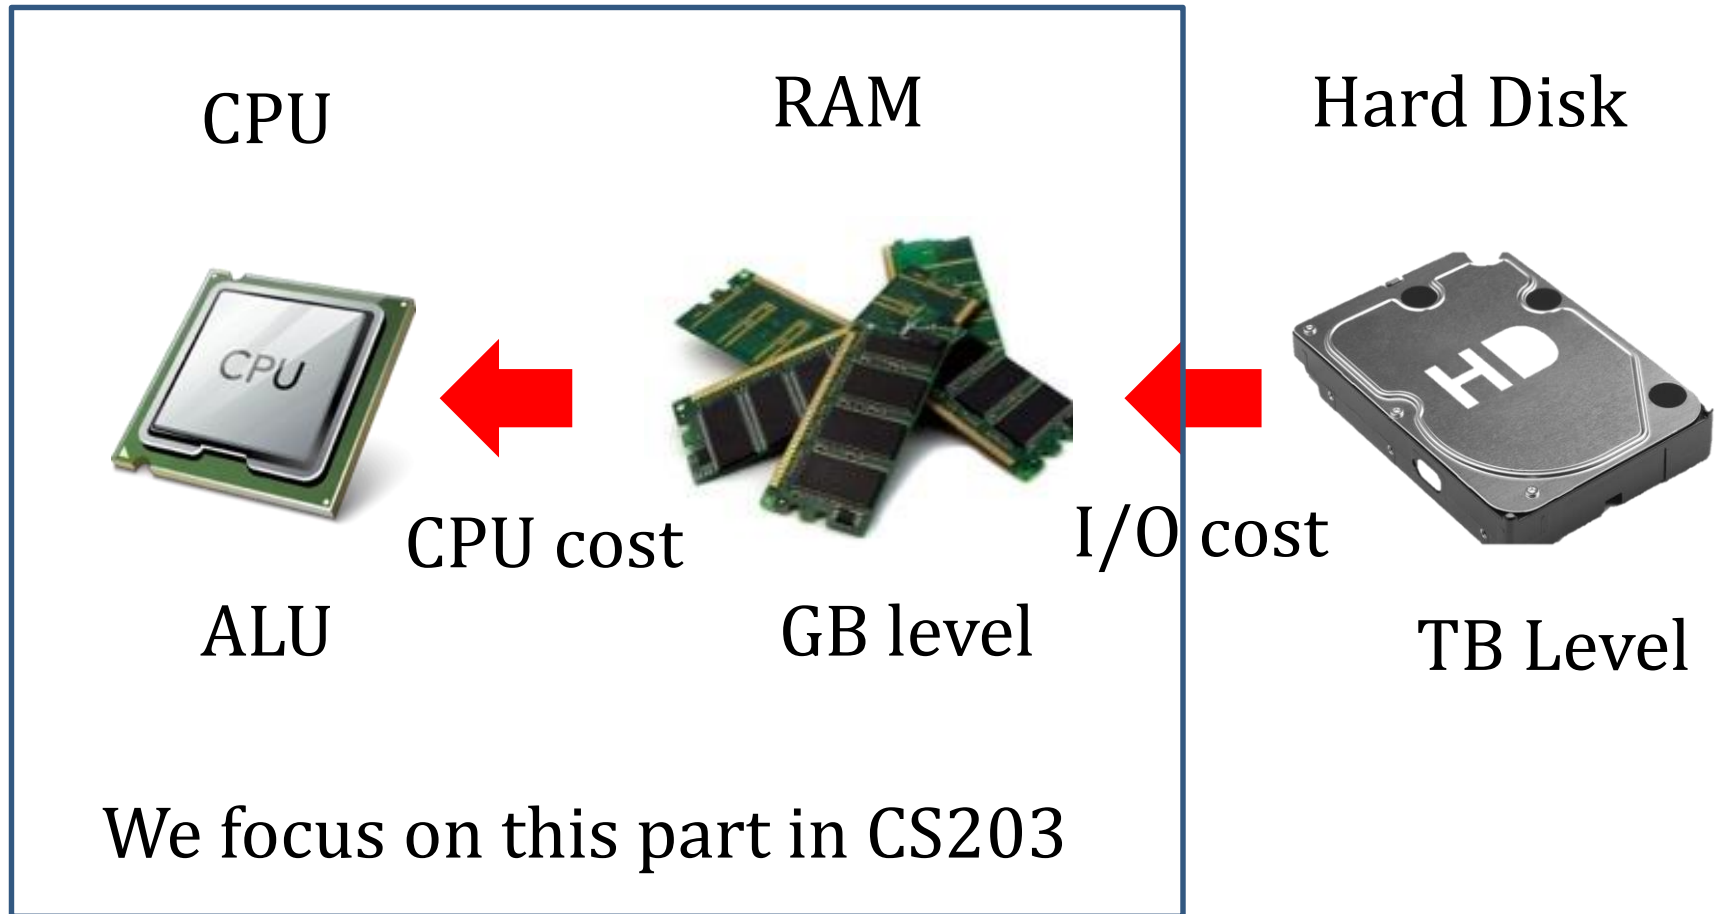 CPU
RAM
Hard Disk
CPU
HD
CPU cost
I/O cost
ALU
GB level
TB Level
We focus on this part in CS203